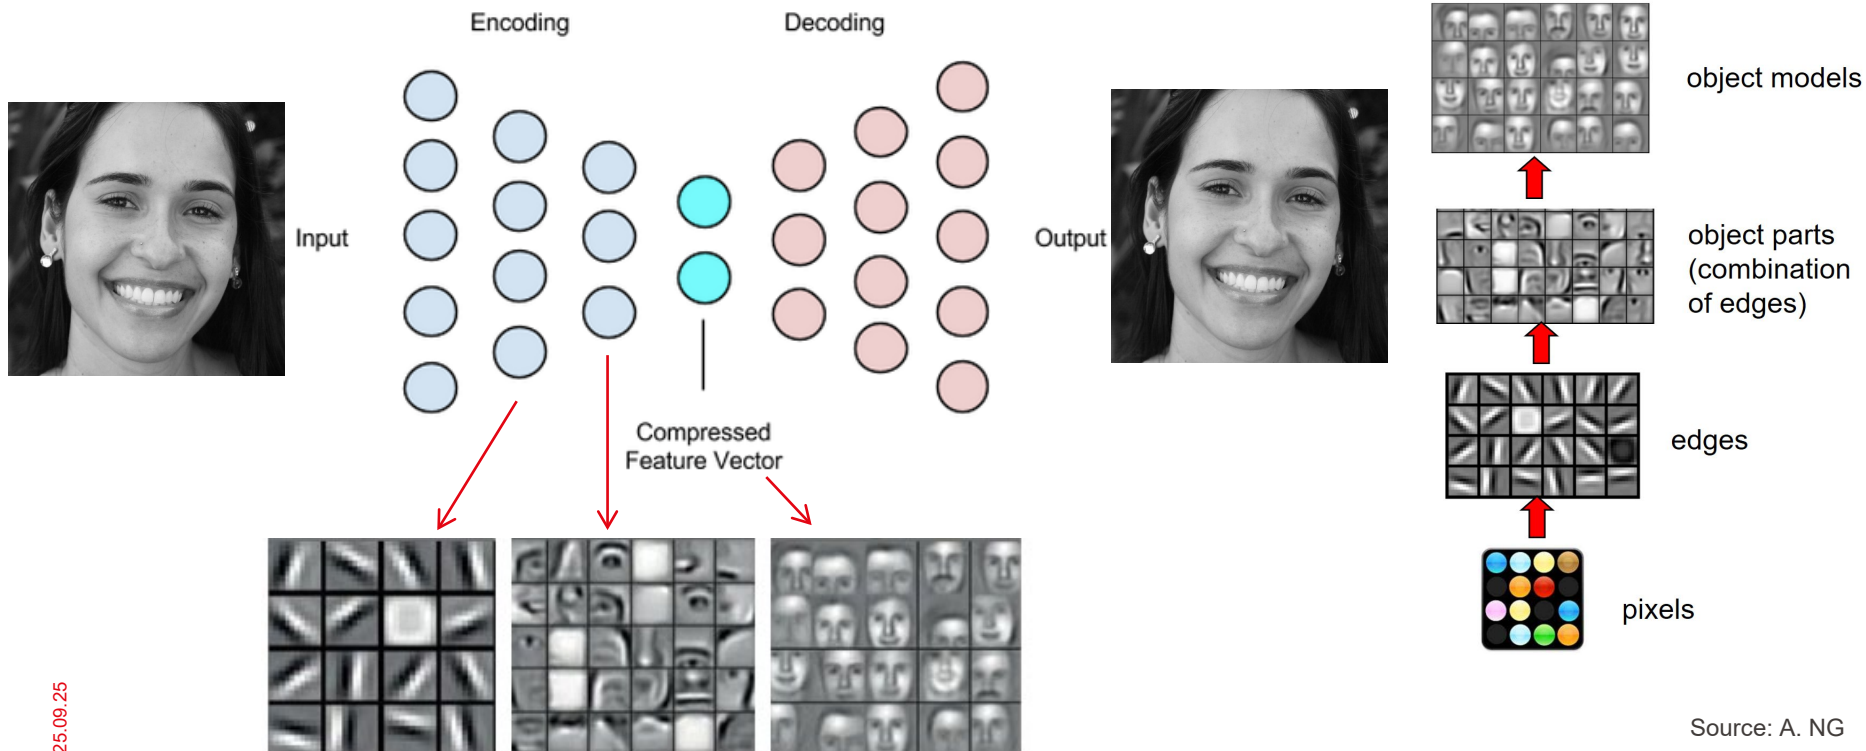 Encoding
Decoding
Input
Output
Compressed
Feature Vector
object models
object parts
(combination
of edges)
edges
pixels
25.09.25
Source: A. NG